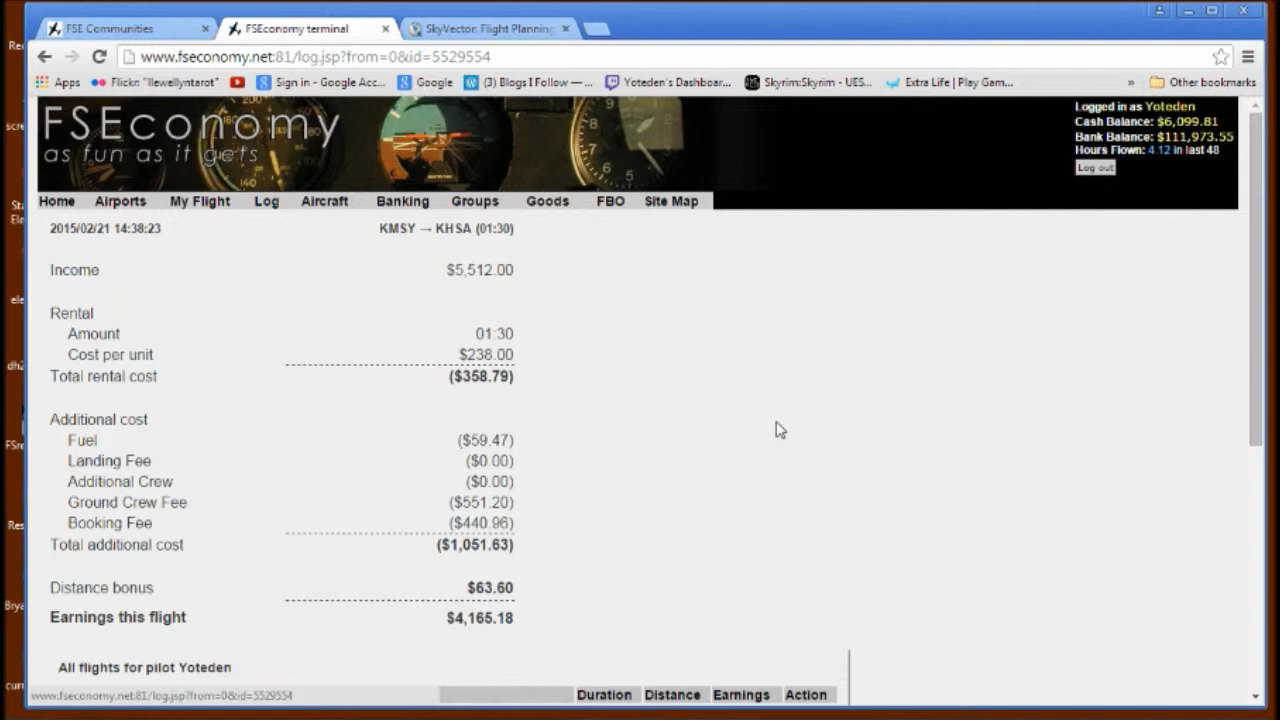 FSE Communities
FSEconomy terminal
SkyVector: Flight Planning
www.fseconomy.net:81/log.jsp?from=0&id=5529554
Apps
Flickr: "llewellyntarot"
Sign in - Google Acc...
Google
(3) Blogs I Follow — ...
Yoteden's Dashboar...
Skyrim:Skyrim - UES...
Extra Life | Play Gam...
»
Other bookmarks
FSEconomy
as fun as it gets
Logged in as Yoteden
Cash Balance: $6,099.81
Bank Balance: $111,973.55
Hours Flown: 4.12 in last 48
Log out
Home Airports My Flight Log Aircraft Banking Groups Goods FBO Site Map
2015/02/21 14:38:23 KMSY → KHSA (01:30)
Income $5,512.00
Rental
Amount 01:30
Cost per unit $238.00
Total rental cost ($358.79)
Additional cost
Fuel ($59.47)
Landing Fee ($0.00)
Additional Crew ($0.00)
Ground Crew Fee ($551.20)
Booking Fee ($440.96)
Total additional cost ($1,051.63)
Distance bonus $63.60
Earnings this flight $4,165.18
All flights for pilot Yoteden
Duration Distance Earnings Action
www.fseconomy.net:81/log.jsp?from=0&id=5529554